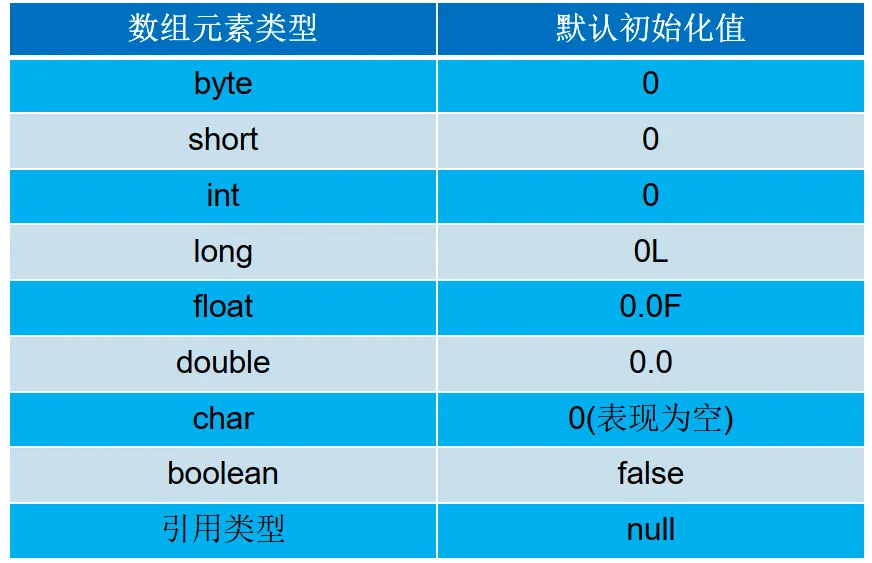 数组元素类型 默认初始化值
byte 0
short 0
int 0
long 0L
float 0.0F
double 0.0
char 0(表现为空)
boolean false
引用类型 null